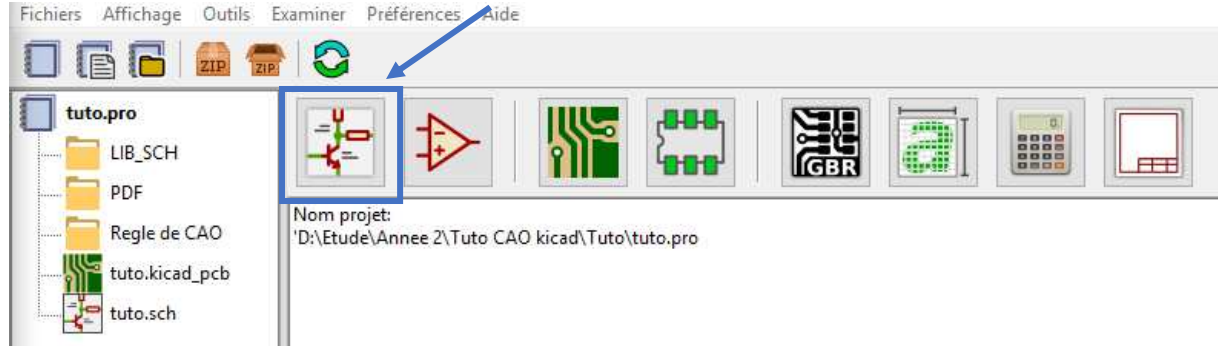 Fichiers Affichage Outils Examiner Préférences Aide
ZIP ZIP
tuto.pro
LIB_SCH
PDF
Regle de CAO
tuto.kicad_pcb
tuto.sch
GBR a 0.
Nom projet:
'D:\Etude\Annee 2\Tuto CAO kicad\Tuto\tuto.pro